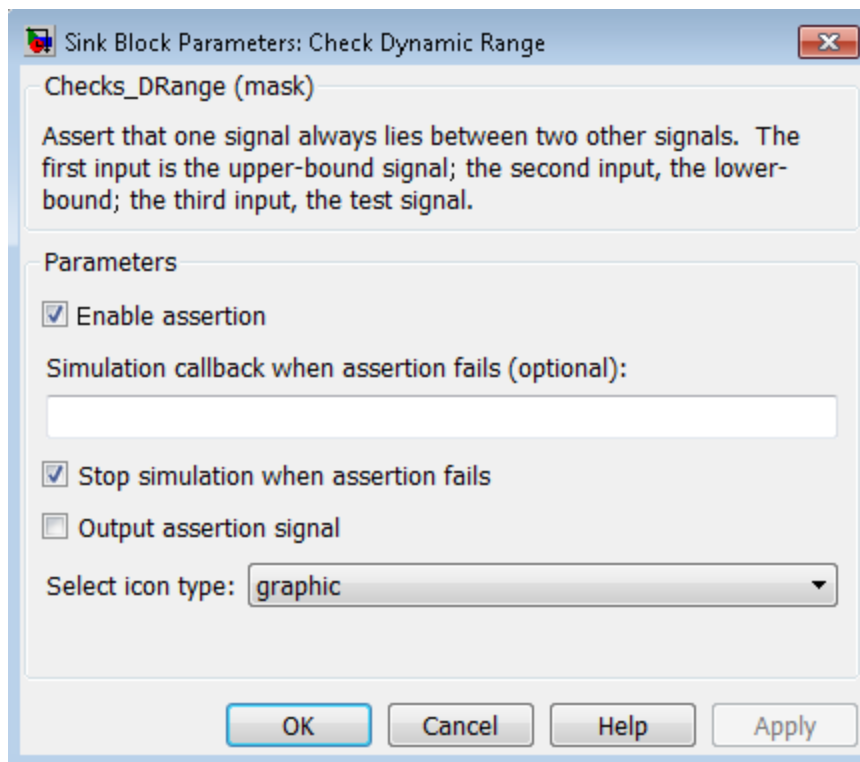 Sink Block Parameters: Check Dynamic Range
Checks_DRange (mask)
Assert that one signal always lies between two other signals.  The
first input is the upper-bound signal; the second input, the lower-
bound; the third input, the test signal.
Parameters
Enable assertion
Simulation callback when assertion fails (optional):
Stop simulation when assertion fails
Output assertion signal
Select icon type: graphic
OK Cancel Help Apply